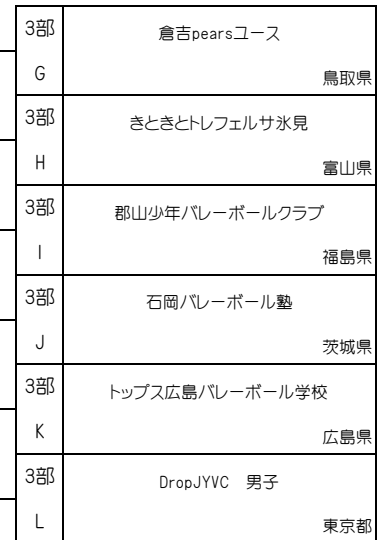 3部
倉吉pearsユース
G
鳥取県
3部
きときとトレフェルサ氷見
H
富山県
3部
郡山少年バレーボールクラブ
I
福島県
3部
石岡バレーボール塾
J
茨城県
3部
トップス広島バレーボール学校
K
広島県
3部
DropJYVC　男子
L
東京都